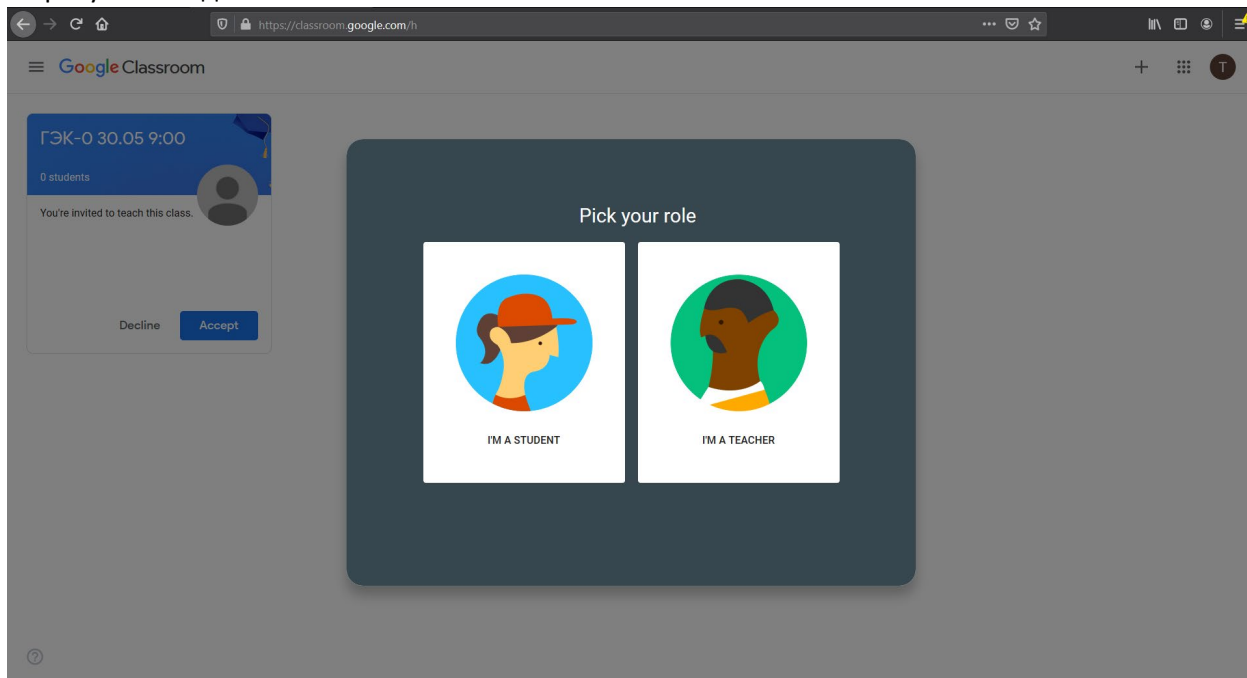 https://classroom.google.com/h
Google Classroom
T
ГЭК-0 30.05 9:00
0 students
You're invited to teach this class.
Decline
Accept
Pick your role
I'M A STUDENT
I'M A TEACHER